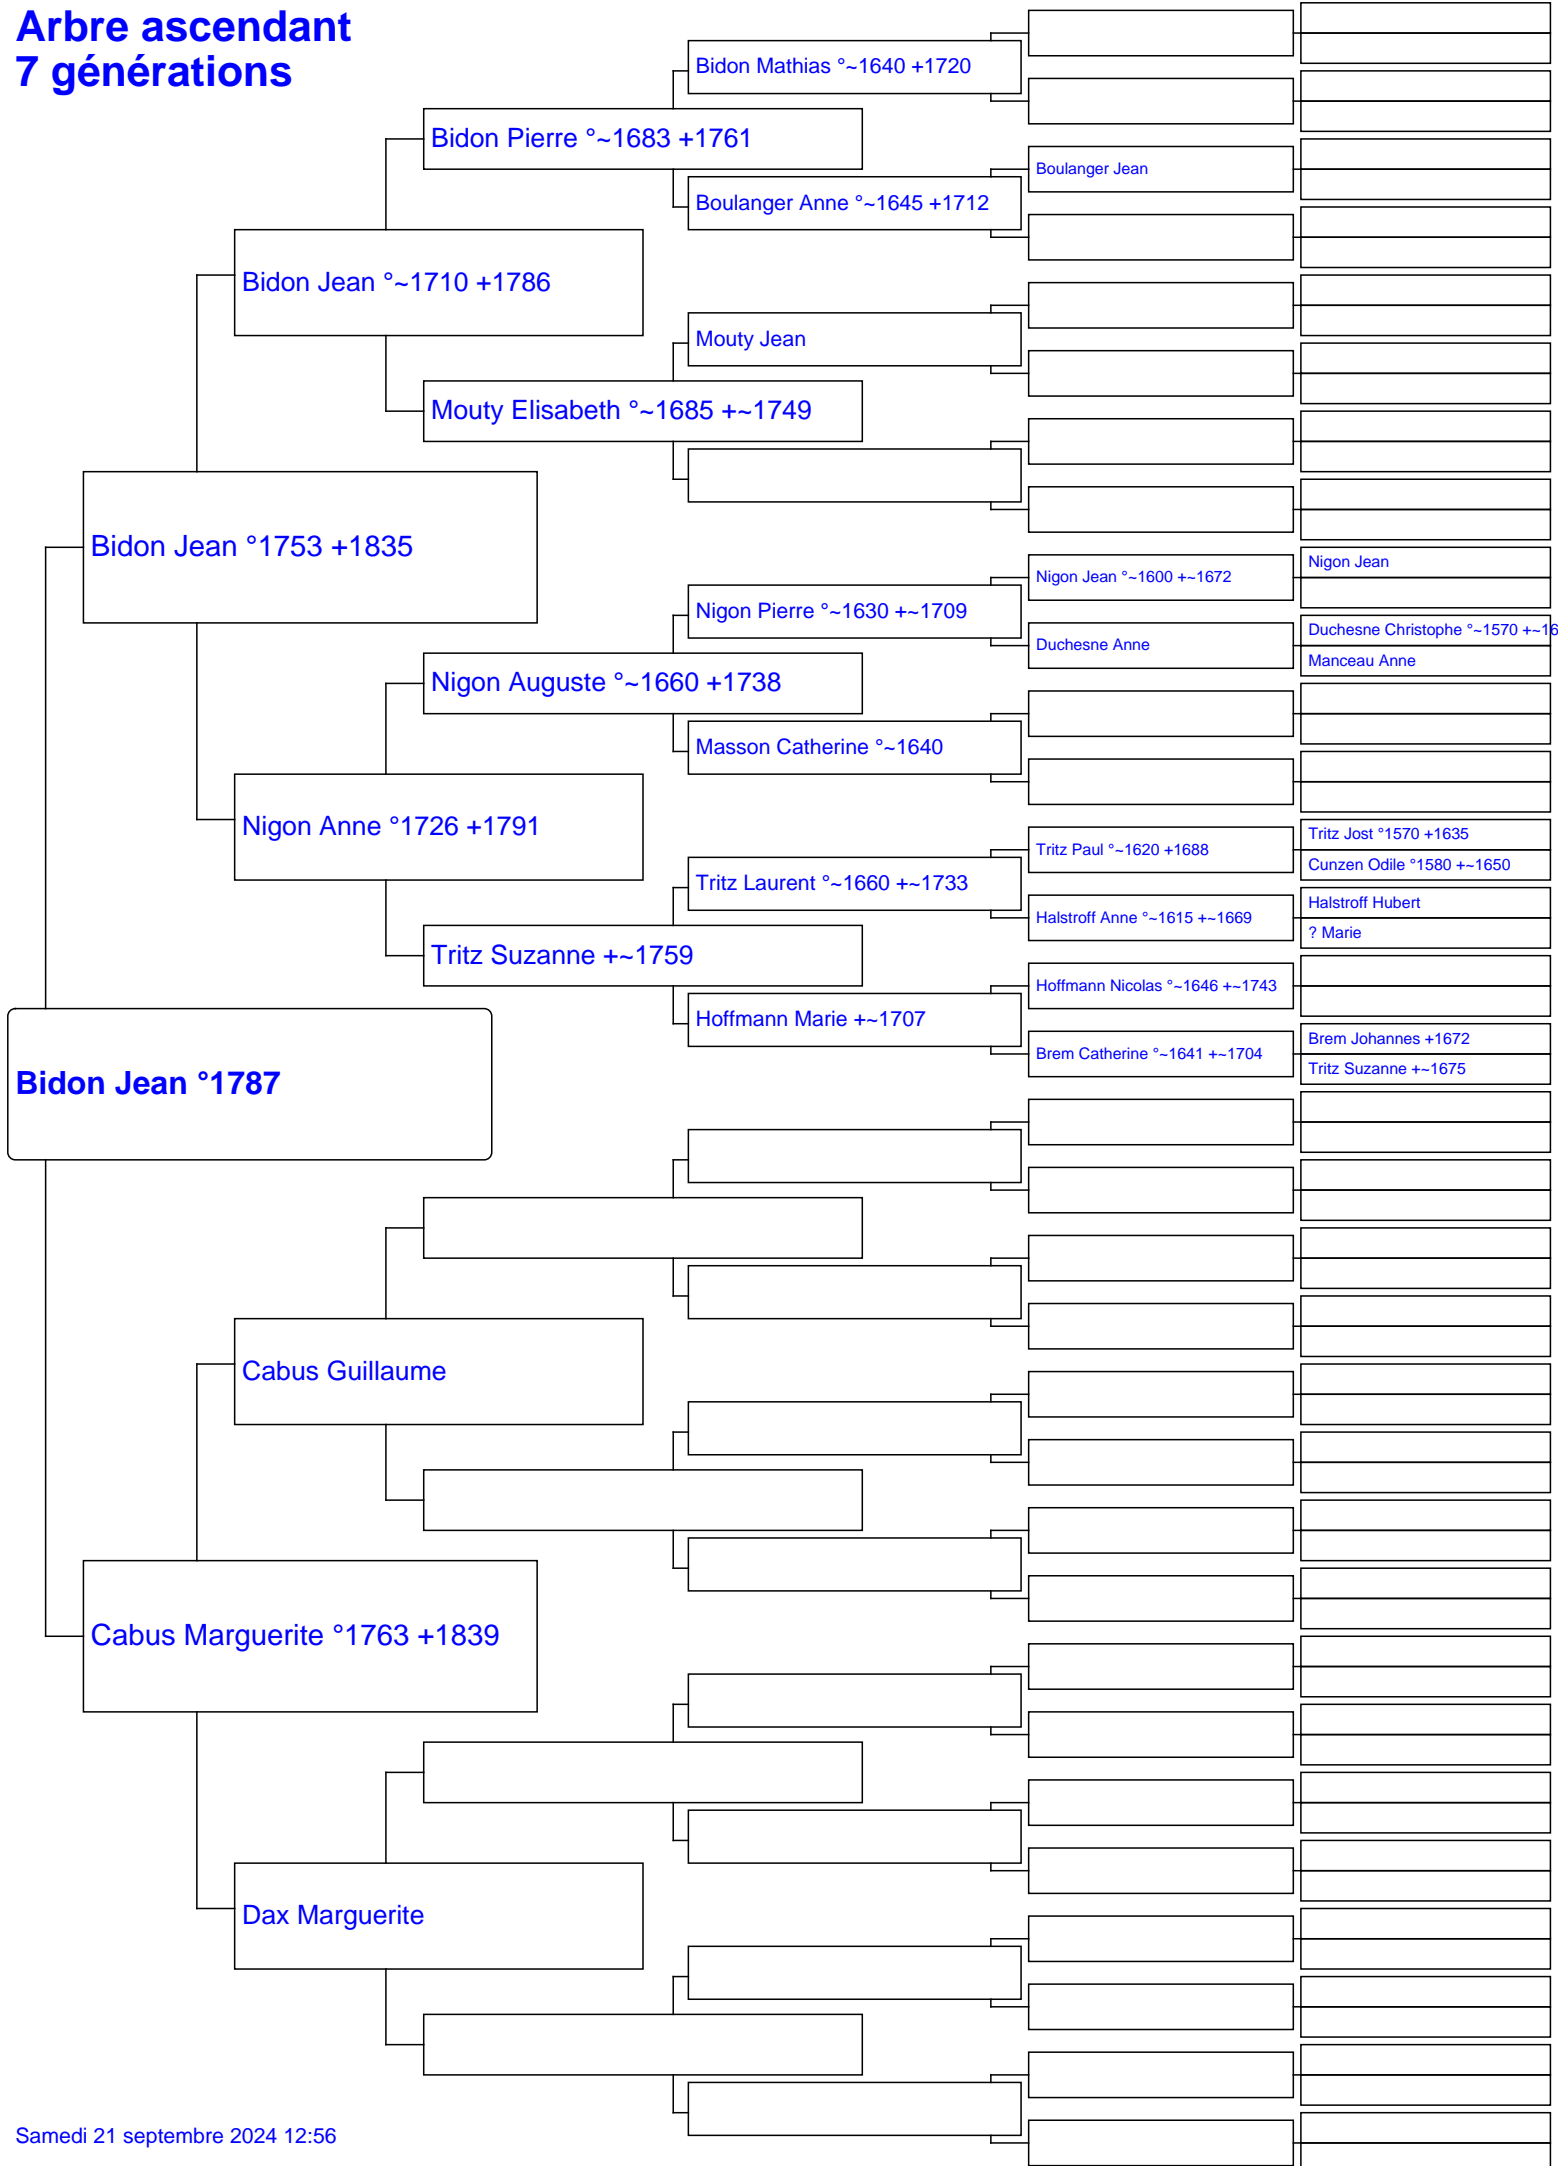 Arbre ascendant
7 générations
Bidon Mathias °~1640 +1720
Bidon Pierre °~1683 +1761
Boulanger Jean
Boulanger Anne °~1645 +1712
Bidon Jean °~1710 +1786
Mouty Jean
Mouty Elisabeth °~1685 +~1749
Bidon Jean °1753 +1835
Nigon Jean
Nigon Jean °~1600 +~1672
Nigon Pierre °~1630 +~1709
Duchesne Christophe °~1570 +~16
Duchesne Anne
Manceau Anne
Nigon Auguste °~1660 +1738
Masson Catherine °~1640
Nigon Anne °1726 +1791
Tritz Jost °1570 +1635
Tritz Paul °~1620 +1688
Cunzen Odile °1580 +~1650
Tritz Laurent °~1660 +~1733
Halstroff Hubert
Halstroff Anne °~1615 +~1669
? Marie
Tritz Suzanne +~1759
Hoffmann Nicolas °~1646 +~1743
Hoffmann Marie +~1707
Brem Johannes +1672
Brem Catherine °~1641 +~1704
Tritz Suzanne +~1675
Bidon Jean °1787
Cabus Guillaume
Cabus Marguerite °1763 +1839
Dax Marguerite
Samedi 21 septembre 2024 12:56